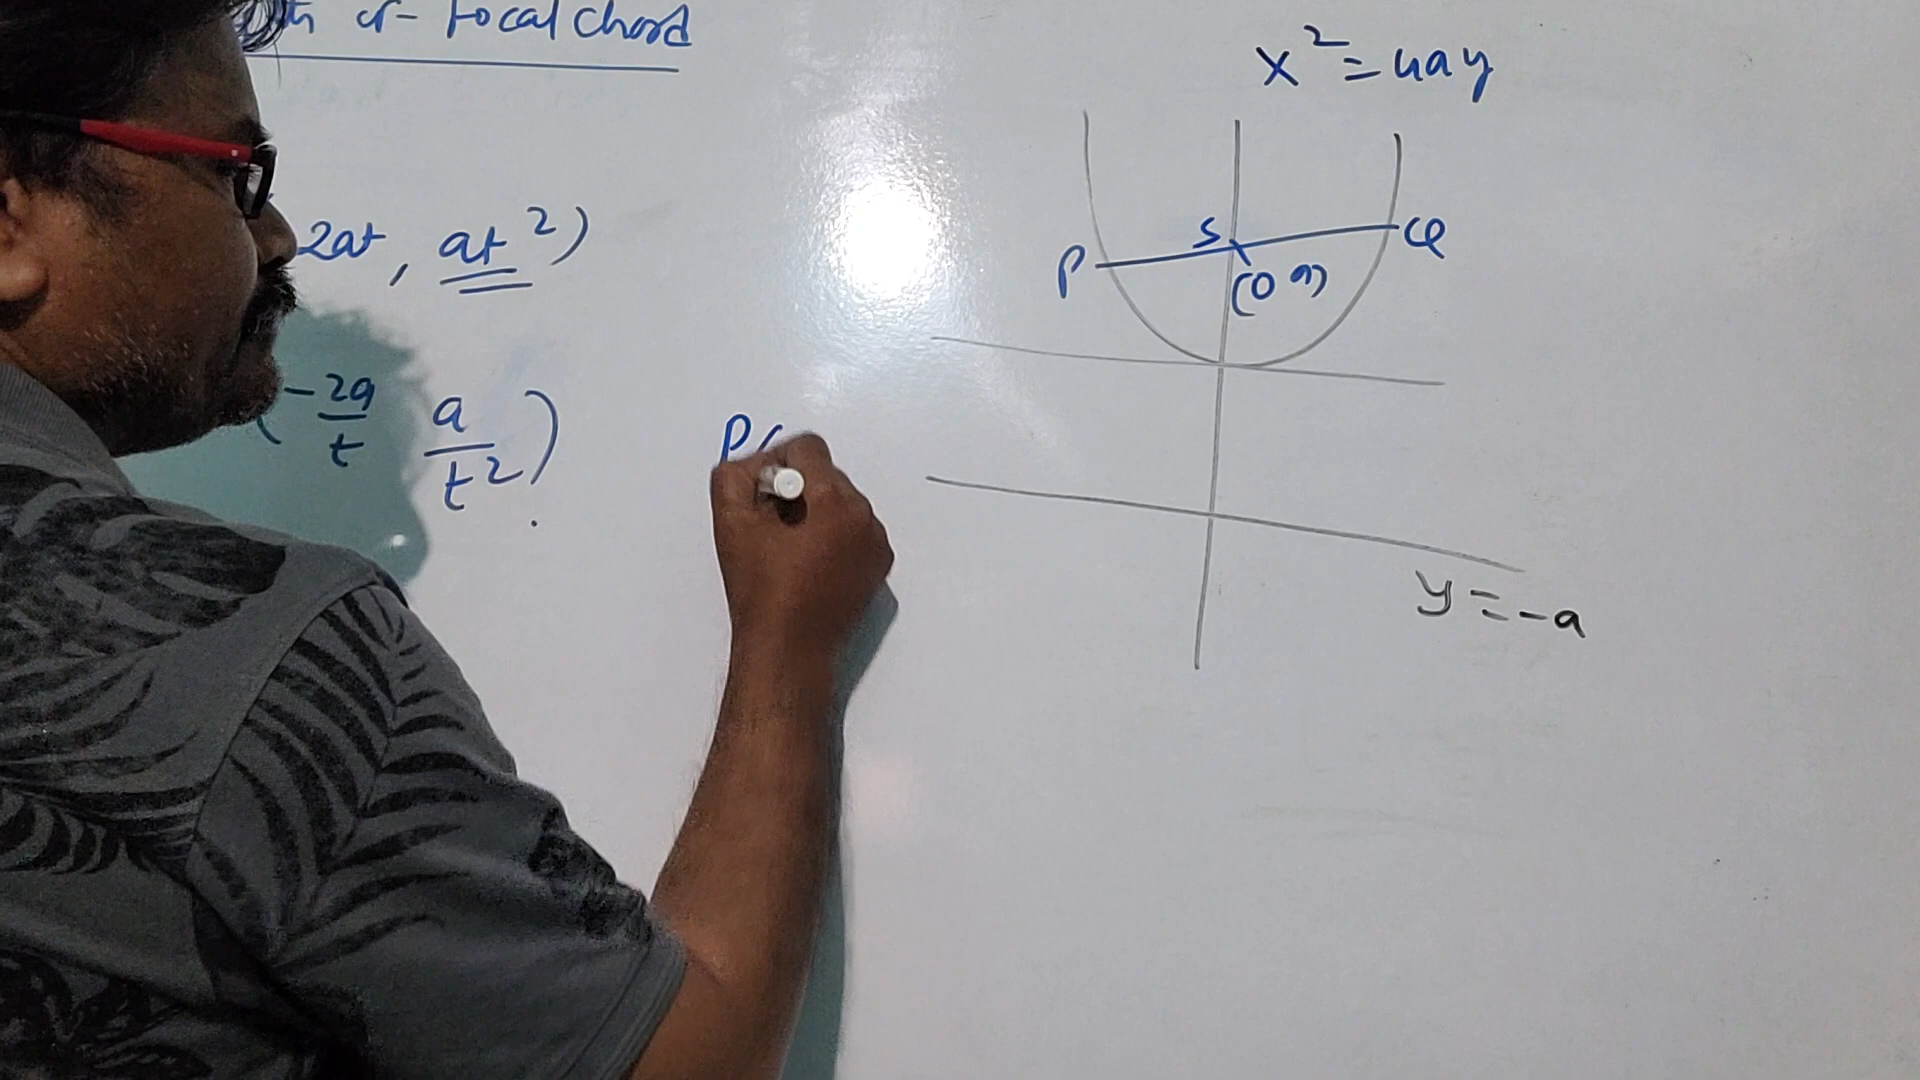 focal chord
2at, at²)
(-2a/t a/t²)
P(
x² = 4ay
S
P
Q
(0 a)
y = -a